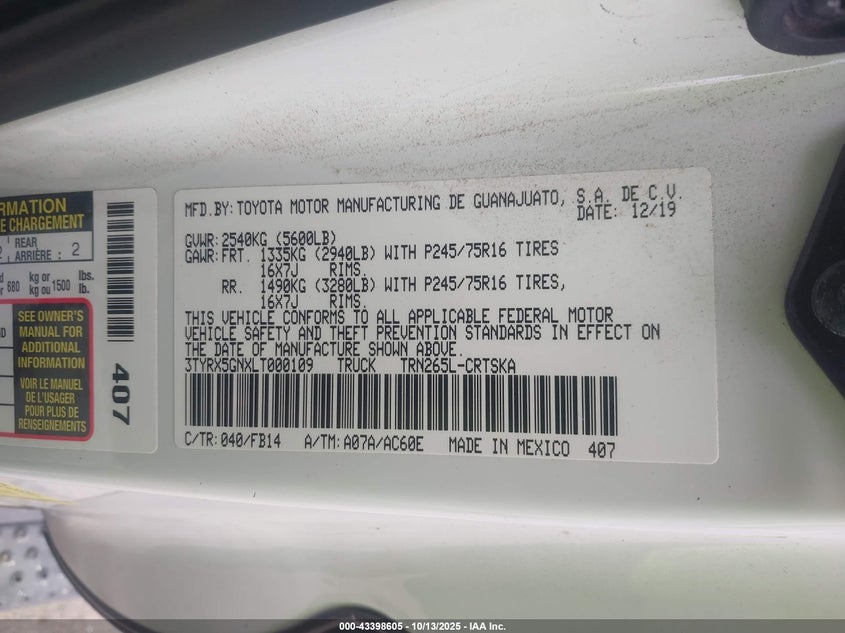 RMATION
E CHARGEMENT
2 REAR
ARRIÈRE : 2
680 kg or 1500 lbs.
kg ou lb.
SEE OWNER'S
MANUAL FOR
ADDITIONAL
INFORMATION
VOIR LE MANUEL
DE L'USAGER
POUR PLUS DE
RENSEIGNEMENTS
407
MFD.BY:TOYOTA MOTOR MANUFACTURING DE GUANAJUATO, S.A. DE C.V.
DATE: 12/19
GVWR:2540KG (5600LB)
GAWR:FRT. 1335KG (2940LB) WITH P245/75R16 TIRES
16X7J RIMS.
RR. 1490KG (3280LB) WITH P245/75R16 TIRES,
16X7J RIMS,
THIS VEHICLE CONFORMS TO ALL APPLICABLE FEDERAL MOTOR
VEHICLE SAFETY AND THEFT PREVENTION STANDARDS IN EFFECT ON
THE DATE OF MANUFACTURE SHOWN ABOVE.
3TYRX5GNXLT000109 TRUCK TRN265L-CRTSKA
C/TR:040/FB14 A/TM:A07A/AC60E MADE IN MEXICO 407
000-43398605 - 10/13/2025 - IAA Inc.